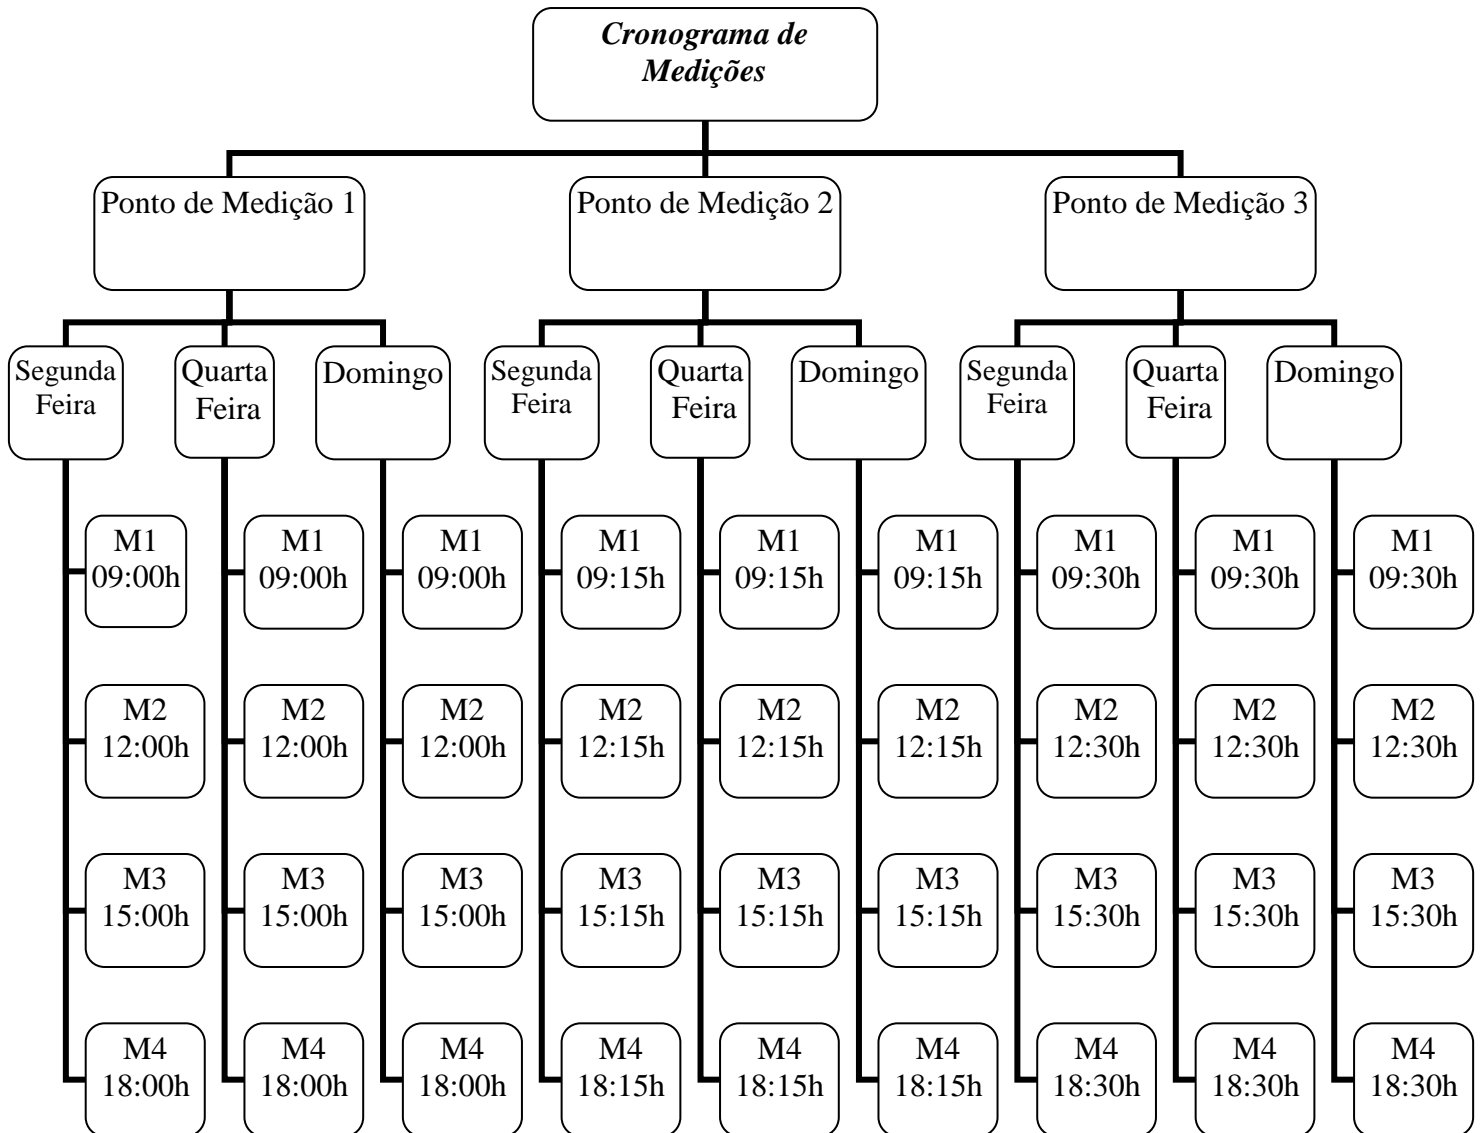 Cronograma de
Medições
Ponto de Medição 1
Ponto de Medição 2
Ponto de Medição 3
Segunda
Feira
Quarta
Feira
Domingo
Segunda
Feira
Quarta
Feira
Domingo
Segunda
Feira
Quarta
Feira
Domingo
M1
09:00h
M1
09:00h
M1
09:00h
M1
09:15h
M1
09:15h
M1
09:15h
M1
09:30h
M1
09:30h
M1
09:30h
M2
12:00h
M2
12:00h
M2
12:00h
M2
12:15h
M2
12:15h
M2
12:15h
M2
12:30h
M2
12:30h
M2
12:30h
M3
15:00h
M3
15:00h
M3
15:00h
M3
15:15h
M3
15:15h
M3
15:15h
M3
15:30h
M3
15:30h
M3
15:30h
M4
18:00h
M4
18:00h
M4
18:00h
M4
18:15h
M4
18:15h
M4
18:15h
M4
18:30h
M4
18:30h
M4
18:30h